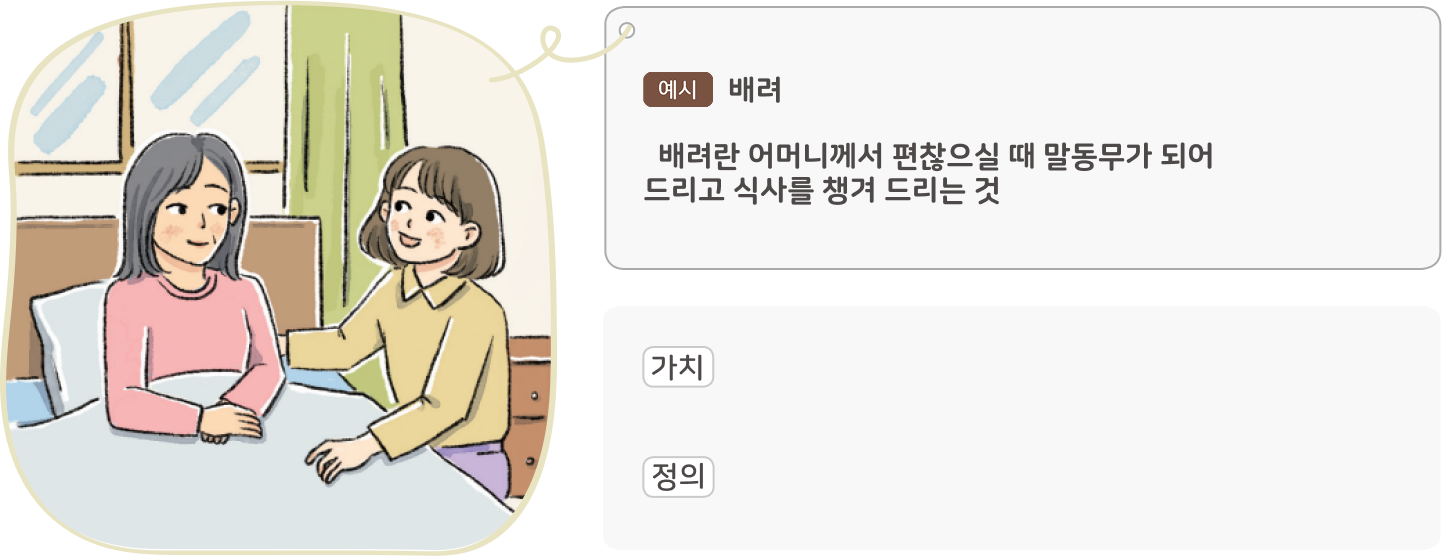 예시 배려
배려란 어머니께서 편찮으실 때 말동무가 되어
드리고 식사를 챙겨 드리는 것
가치
정의